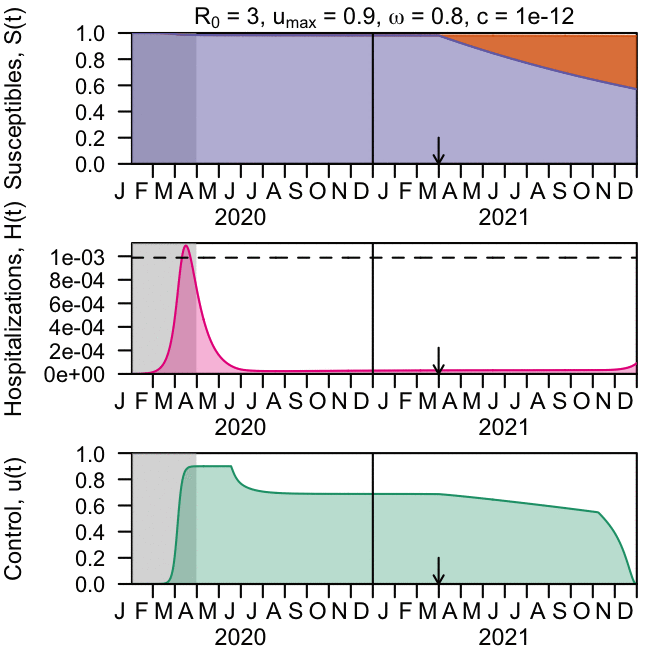 R₀ = 3, uₘₐₓ = 0.9, ω = 0.8, c = 1e-12
Susceptibles, S(t)
1.0
0.8
0.6
0.4
0.2
0.0
J F M A M J J A S O N D J F M A M J J A S O N D
2020 2021
Hospitalizations, H(t)
1e-03
8e-04
6e-04
4e-04
2e-04
0e+00
J F M A M J J A S O N D J F M A M J J A S O N D
2020 2021
Control, u(t)
1.0
0.8
0.6
0.4
0.2
0.0
J F M A M J J A S O N D J F M A M J J A S O N D
2020 2021